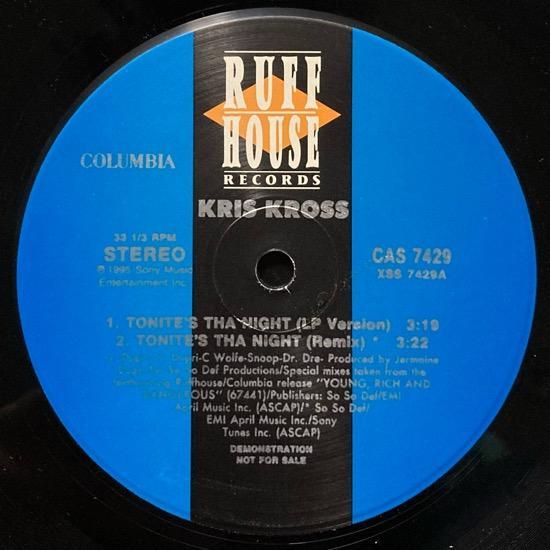 RUFF
HOUSE
RECORDS
COLUMBIA
KRIS KROSS
33 1/3 RPM
STEREO
℗ 1995 Sony Music
Entertainment Inc.
CAS 7429
XSS 7429A
1. TONITE'S THA NIGHT (LP Version) 3:19
2. TONITE'S THA NIGHT (Remix) * 3:22
-C Wolfe-Snoop-Dr. Dre- Produced by Jermaine
So So Def Productions/Special mixes taken from the
Ruffhouse/Columbia release "YOUNG, RICH AND
DANGEROUS" (67441)/Publishers: So So Def/EMI
April Music Inc. (ASCAP)/* So So Def/
EMI April Music Inc./Sony
Tunes Inc. (ASCAP)
DEMONSTRATION
NOT FOR SALE